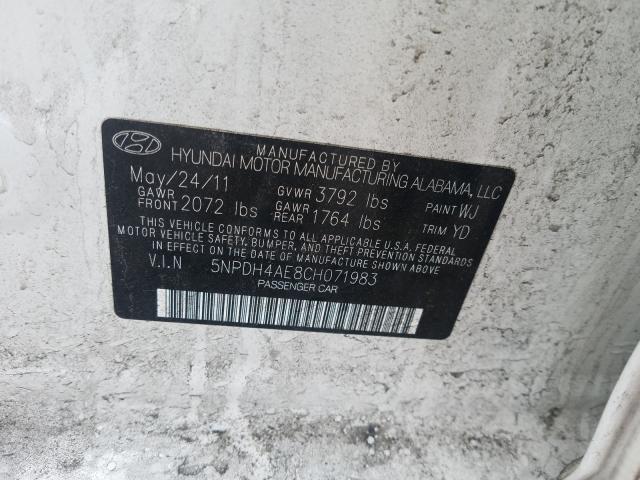 MANUFACTURED BY
HYUNDAI MOTOR MANUFACTURING ALABAMA, LLC
May/24/11 GVWR 3792 lbs PAINT WJ
GAWR FRONT 2072 lbs GAWR REAR 1764 lbs TRIM YD
THIS VEHICLE CONFORMS TO ALL APPLICABLE U.S.A. FEDERAL
MOTOR VEHICLE SAFETY, BUMPER, AND THEFT PREVENTION STANDARDS
IN EFFECT ON THE DATE OF MANUFACTURE SHOWN ABOVE
V.I.N 5NPDH4AE8CH071983
PASSENGER CAR